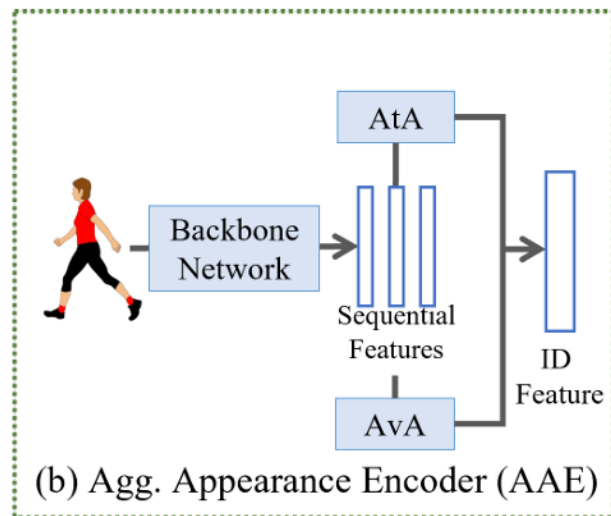 AtA
Backbone
Network
Sequential
Features
ID
Feature
AvA
(b) Agg. Appearance Encoder (AAE)